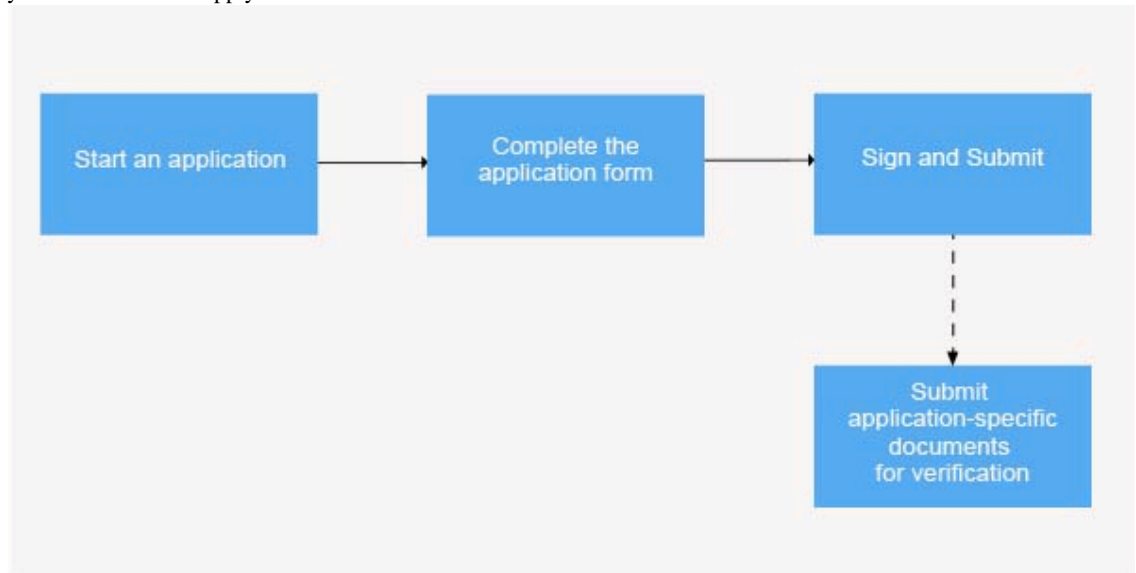 Start an application
Complete the
application form
Sign and Submit
Submit
application-specific
documents
for verification